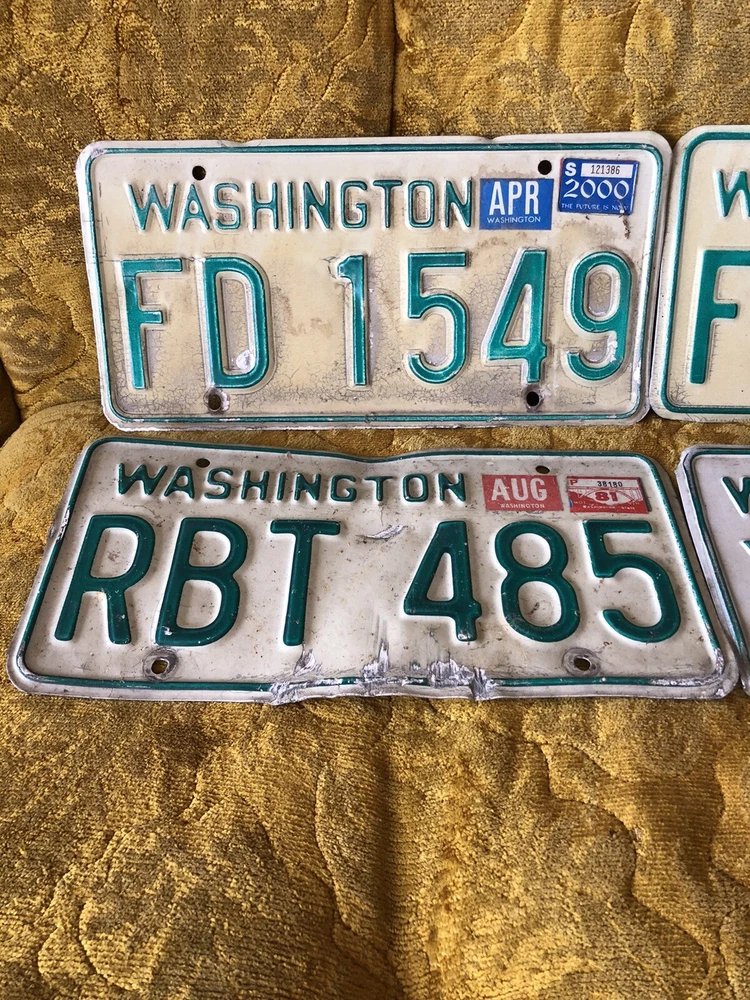 WASHINGTON APR S 121386
WASHINGTON 2000
THE FUTURE IS NOW
FD 1549
W
F
WASHINGTON AUG F 38180
WASHINGTON 81
RBT 485
W